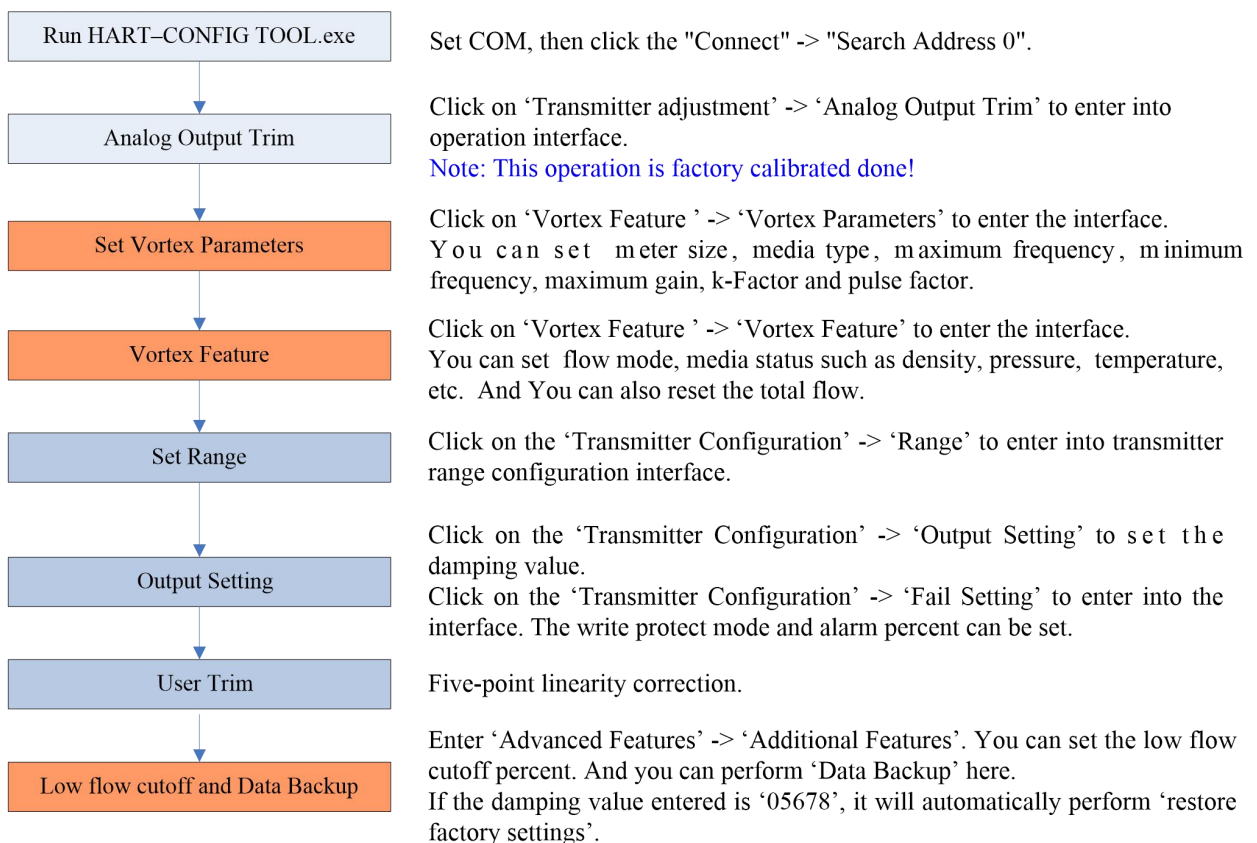 Run HART–CONFIG TOOL.exe
Set COM, then click the "Connect" -> "Search Address 0".
Analog Output Trim
Click on ‘Transmitter adjustment’ -> ‘Analog Output Trim’ to enter into
operation interface.
Note: This operation is factory calibrated done!
Set Vortex Parameters
Click on ‘Vortex Feature ’ -> ‘Vortex Parameters’ to enter the interface.
You can set meter size, media type, maximum frequency, minimum
frequency, maximum gain, k-Factor and pulse factor.
Vortex Feature
Click on ‘Vortex Feature ’ -> ‘Vortex Feature’ to enter the interface.
You can set flow mode, media status such as density, pressure, temperature,
etc. And You can also reset the total flow.
Set Range
Click on the ‘Transmitter Configuration’ -> ‘Range’ to enter into transmitter
range configuration interface.
Output Setting
Click on the ‘Transmitter Configuration’ -> ‘Output Setting’ to set the
damping value.
Click on the ‘Transmitter Configuration’ -> ‘Fail Setting’ to enter into the
interface. The write protect mode and alarm percent can be set.
User Trim
Five-point linearity correction.
Low flow cutoff and Data Backup
Enter ‘Advanced Features’ -> ‘Additional Features’. You can set the low flow
cutoff percent. And you can perform ‘Data Backup’ here.
If the damping value entered is ‘05678’, it will automatically perform ‘restore
factory settings’.